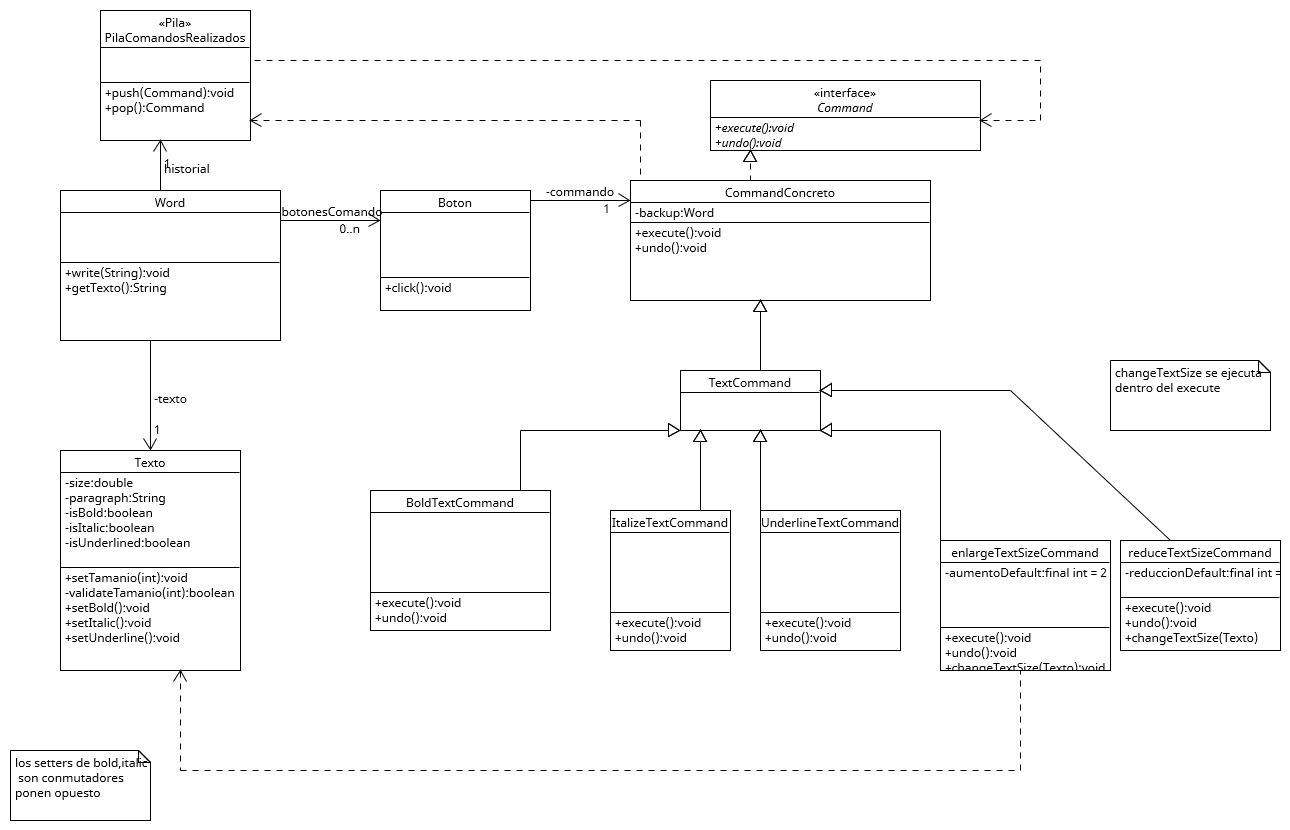 «Pila»
PilaComandosRealizados
+push(Command):void
+pop():Command
«interface»
Command
+execute():void
+undo():void
1
historial
Word
+write(String):void
+getTexto():String
botonesComando
0..n
Boton
+click():void
-commando
1
CommandConcreto
-backup:Word
+execute():void
+undo():void
-texto
1
TextCommand
changeTextSize se ejecuta
dentro del execute
Texto
-size:double
-paragraph:String
-isBold:boolean
-isItalic:boolean
-isUnderlined:boolean
+setTamanio(int):void
-validateTamanio(int):boolean
+setBold():void
+setItalic():void
+setUnderline():void
BoldTextCommand
+execute():void
+undo():void
ItalizeTextCommand
+execute():void
+undo():void
UnderlineTextCommand
+execute():void
+undo():void
enlargeTextSizeCommand
-aumentoDefault:final int = 2
+execute():void
+undo():void
+changeTextSize(Texto):void
reduceTextSizeCommand
-reduccionDefault:final int =
+execute():void
+undo():void
+changeTextSize(Texto)
los setters de bold,italic
son conmutadores
ponen opuesto